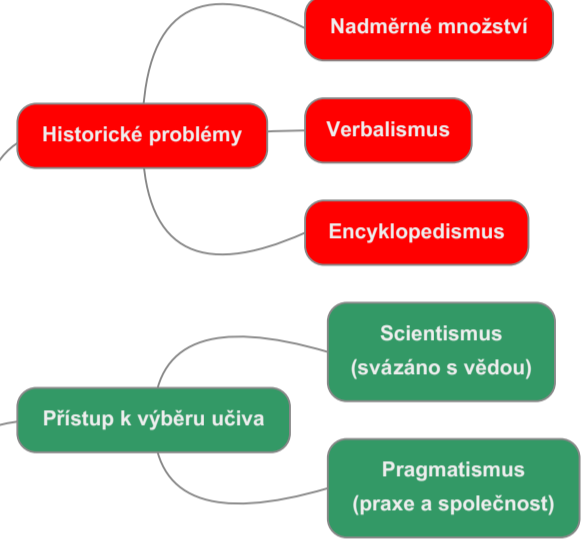 Nadměrné množství
Historické problémy
Verbalismus
Encyklopedismus
Scientismus
(svázáno s vědou)
Přístup k výběru učiva
Pragmatismus
(praxe a společnost)